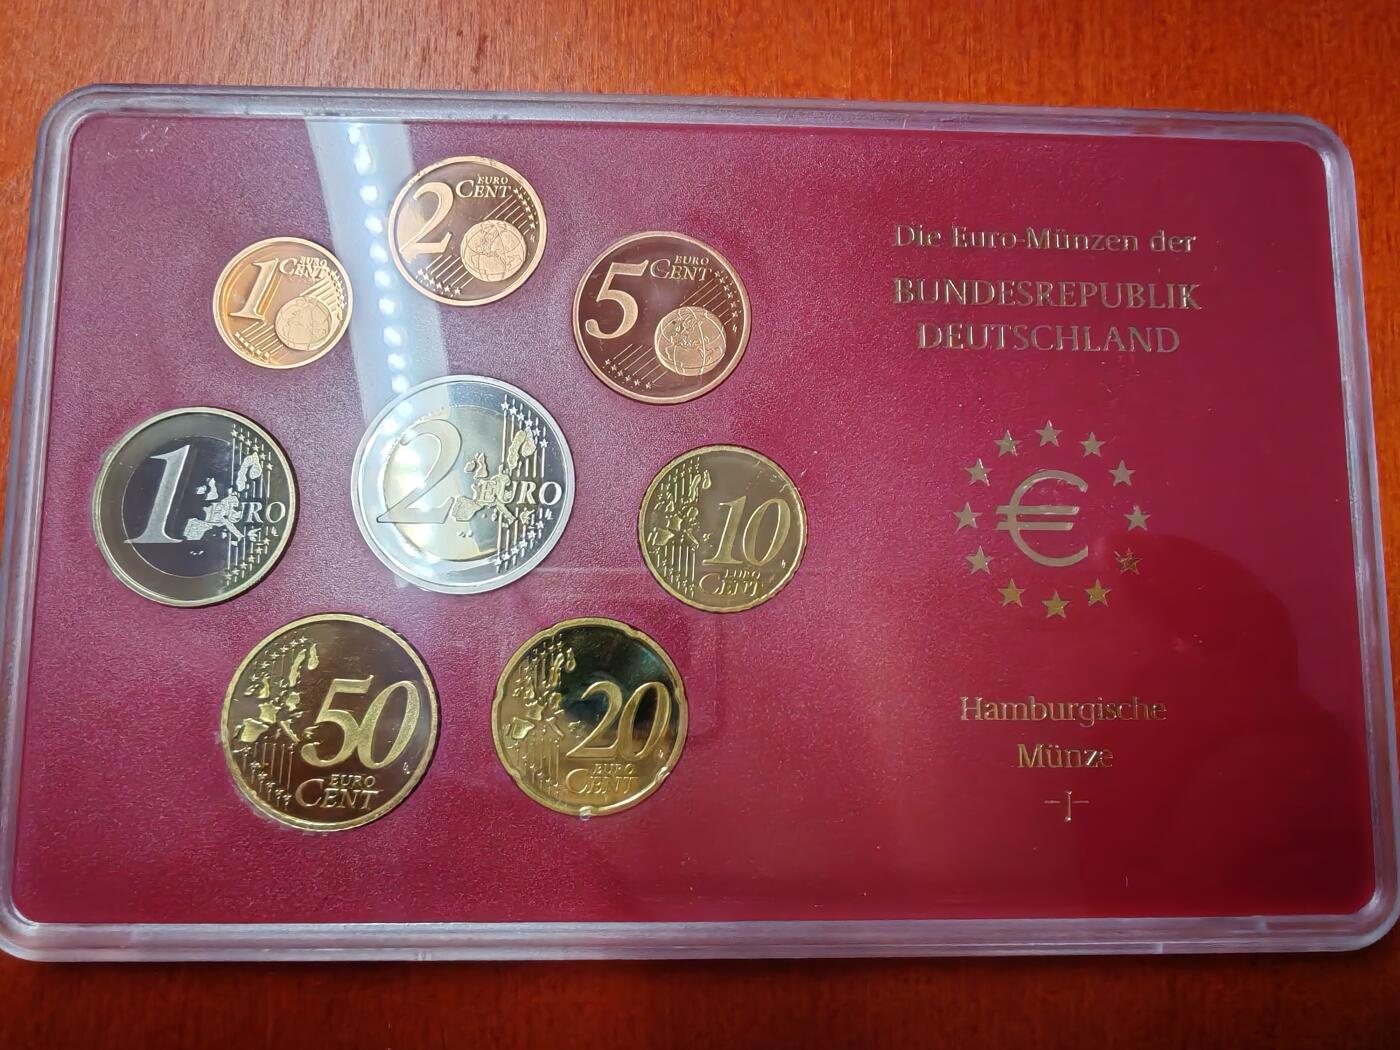 2 EURO
CENT
1 EURO
CENT
5 EURO
CENT
1 EURO
2 EURO
10
EURO
CENT
50
EURO
CENT
20
EURO
CENT
Die Euro-Münzen der
BUNDESREPUBLIK
DEUTSCHLAND
€
Hamburgische
Münze
-J-